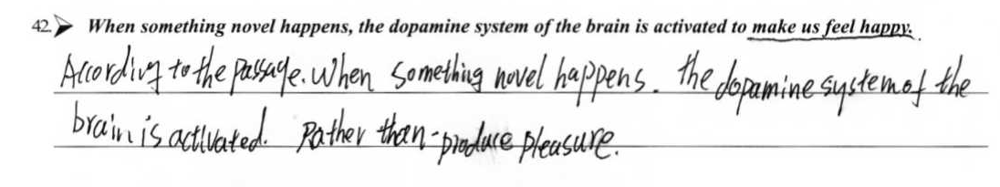 42. When something novel happens, the dopamine system of the brain is activated to make us feel happy.
According to the passage. When something novel happens. the dopamine system of the
brain is activated. Rather than produce pleasure.